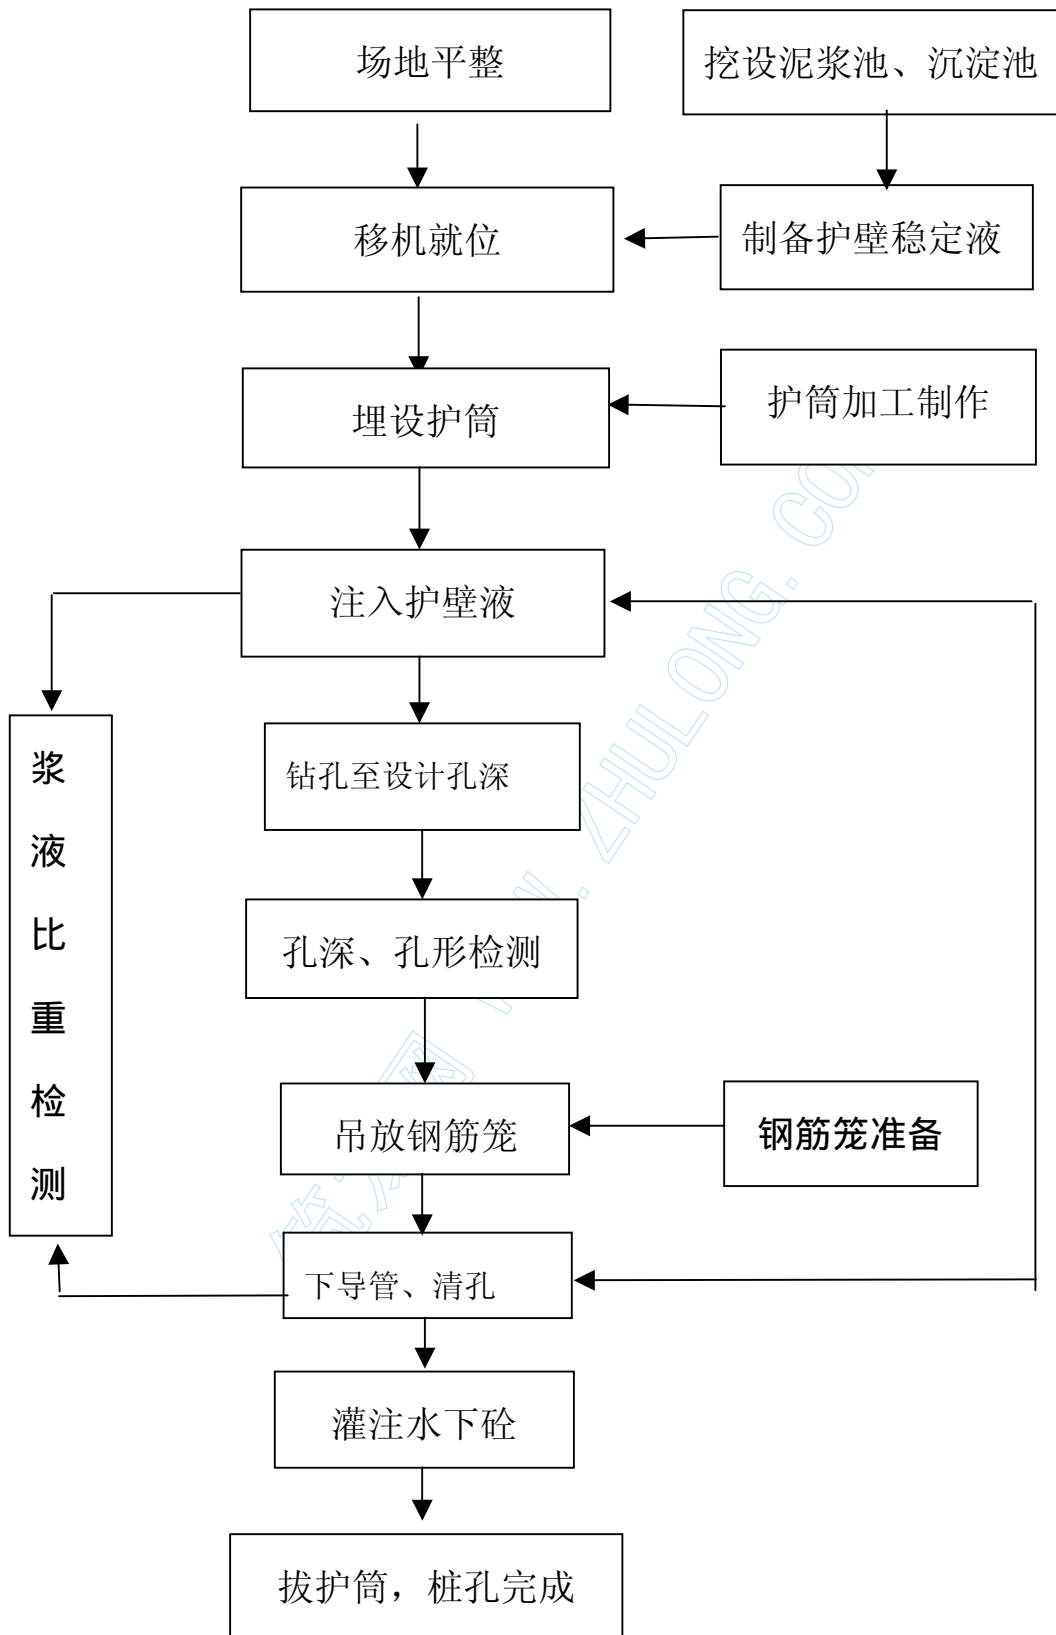 场地平整
挖设泥浆池、沉淀池
移机就位
制备护壁稳定液
埋设护筒
护筒加工制作
注入护壁液
浆
液
比
重
检
测
钻孔至设计孔深
孔深、孔形检测
吊放钢筋笼
钢筋笼准备
下导管、清孔
灌注水下砼
拔护筒，桩孔完成